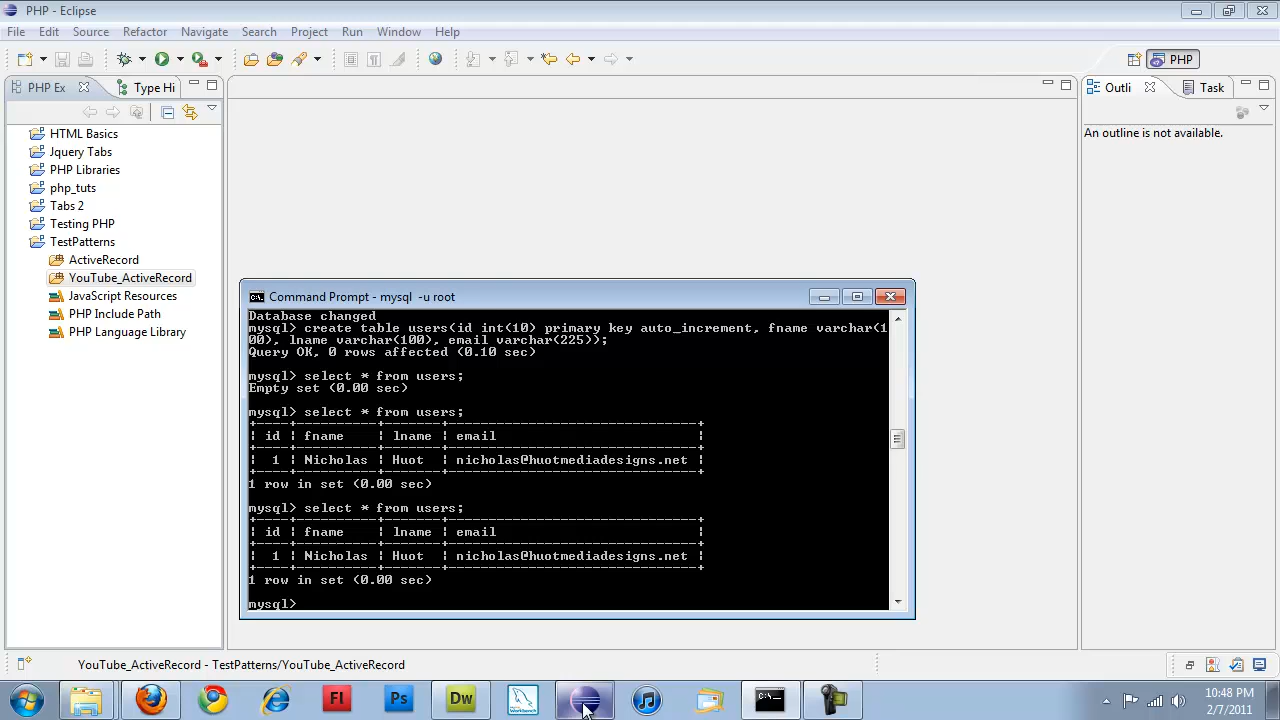 PHP - Eclipse
File Edit Source Refactor Navigate Search Project Run Window Help
PHP
PHP Ex
Type Hi
Outli
Task
HTML Basics
Jquery Tabs
PHP Libraries
php_tuts
Tabs 2
Testing PHP
TestPatterns
ActiveRecord
YouTube_ActiveRecord
JavaScript Resources
PHP Include Path
PHP Language Library
An outline is not available.
Command Prompt - mysql  -u root
Database changed
mysql> create table users(id int(10) primary key auto_increment, fname varchar(1
00), lname varchar(100), email varchar(225));
Query OK, 0 rows affected (0.10 sec)
mysql> select * from users;
Empty set (0.00 sec)
mysql> select * from users;
+----+----------+-------+-------------------------------+
| id | fname    | lname | email                         |
+----+----------+-------+-------------------------------+
|  1 | Nicholas | Huot  | nicholas@huotmediadesigns.net |
+----+----------+-------+-------------------------------+
1 row in set (0.00 sec)
mysql> select * from users;
+----+----------+-------+-------------------------------+
| id | fname    | lname | email                         |
+----+----------+-------+-------------------------------+
|  1 | Nicholas | Huot  | nicholas@huotmediadesigns.net |
+----+----------+-------+-------------------------------+
1 row in set (0.00 sec)
mysql>
YouTube_ActiveRecord - TestPatterns/YouTube_ActiveRecord
Fl
Ps
Dw
Workbench
C:\_
10:48 PM
2/7/2011